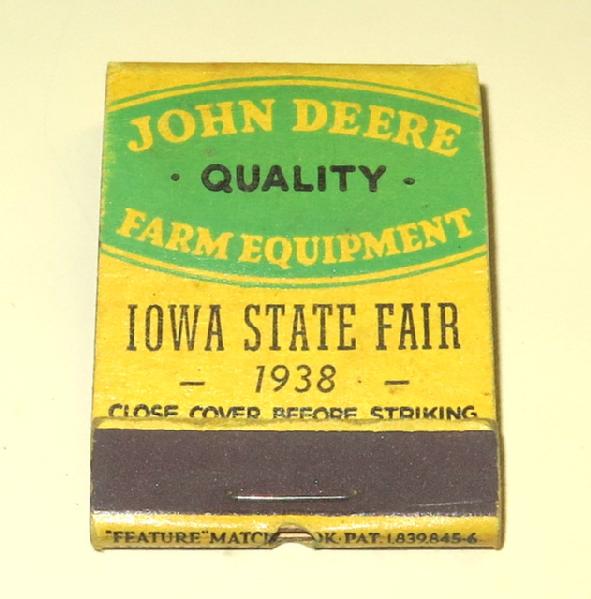 JOHN DEERE
· QUALITY ·
FARM EQUIPMENT
IOWA STATE FAIR
- 1938 -
CLOSE COVER BEFORE STRIKING
"FEATURE" MATCH OK. PAT. 1,839,845-6